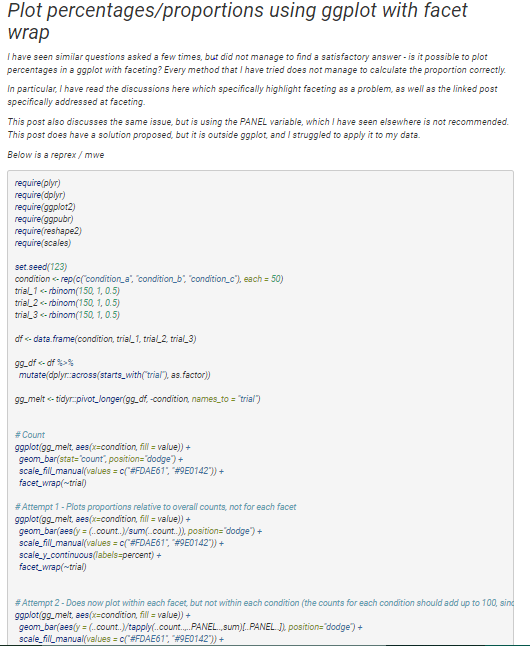 Plot percentages/proportions using ggplot with facet
wrap
I have seen similar questions asked a few times, but did not manage to find a satisfactory answer - is it possible to plot
percentages in a ggplot with faceting? Every method that I have tried does not manage to calculate the proportion correctly.
In particular, I have read the discussions here which specifically highlight faceting as a problem, as well as the linked post
specifically addressed at faceting.
This post also discusses the same issue, but is using the PANEL variable, which I have seen elsewhere is not recommended.
This post does have a solution proposed, but it is outside ggplot, and I struggled to apply it to my data.
Below is a reprex / mwe
require(plyr)
require(dplyr)
require(ggplot2)
require(ggpubr)
require(reshape2)
require(scales)
set.seed(123)
condition <- rep(c("condition_a", "condition_b", "condition_c"), each = 50)
trial_1 <- rbinom(150, 1, 0.5)
trial_2 <- rbinom(150, 1, 0.5)
trial_3 <- rbinom(150, 1, 0.5)
df <- data.frame(condition, trial_1, trial_2, trial_3)
gg_df <- df %>%
mutate(dplyr::across(starts_with("trial"), as.factor))
gg_melt <- tidyr::pivot_longer(gg_df, -condition, names_to = "trial")
# Count
ggplot(gg_melt, aes(x=condition, fill = value)) +
geom_bar(stat="count", position="dodge") +
scale_fill_manual(values = c("#FDAE61", "#9E0142")) +
facet_wrap(~trial)
# Attempt 1 - Plots proportions relative to overall counts, not for each facet
ggplot(gg_melt, aes(x=condition, fill = value)) +
geom_bar(aes(y = (..count..)/sum(..count..)), position="dodge") +
scale_fill_manual(values = c("#FDAE61", "#9E0142")) +
scale_y_continuous(labels=percent) +
facet_wrap(~trial)
# Attempt 2 - Does now plot within each facet, but not within each condition (the counts for each condition should add up to 100, sinc
ggplot(gg_melt, aes(x=condition, fill = value)) +
geom_bar(aes(y = (..count..)/tapply(..count..,..PANEL..,sum)[..PANEL..]), position="dodge") +
scale_fill_manual(values = c("#FDAE61", "#9E0142")) +